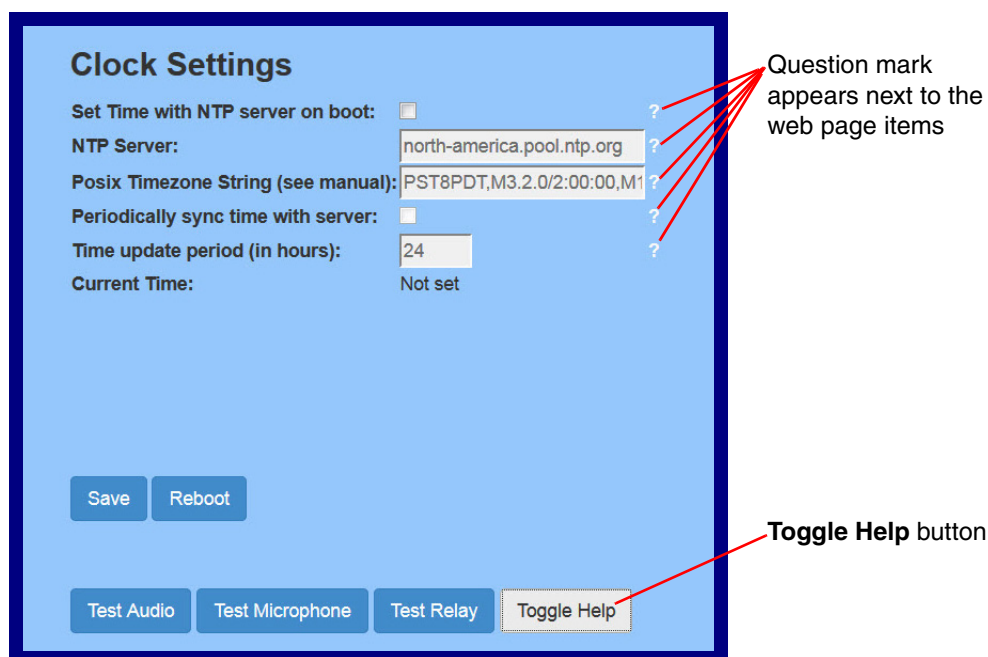 Clock Settings
Set Time with NTP server on boot: ?
NTP Server: north-america.pool.ntp.org ?
Posix Timezone String (see manual): PST8PDT,M3.2.0/2:00:00,M1 ?
Periodically sync time with server: ?
Time update period (in hours): 24 ?
Current Time: Not set
Save Reboot
Test Audio Test Microphone Test Relay Toggle Help
Question mark
appears next to the
web page items
Toggle Help button